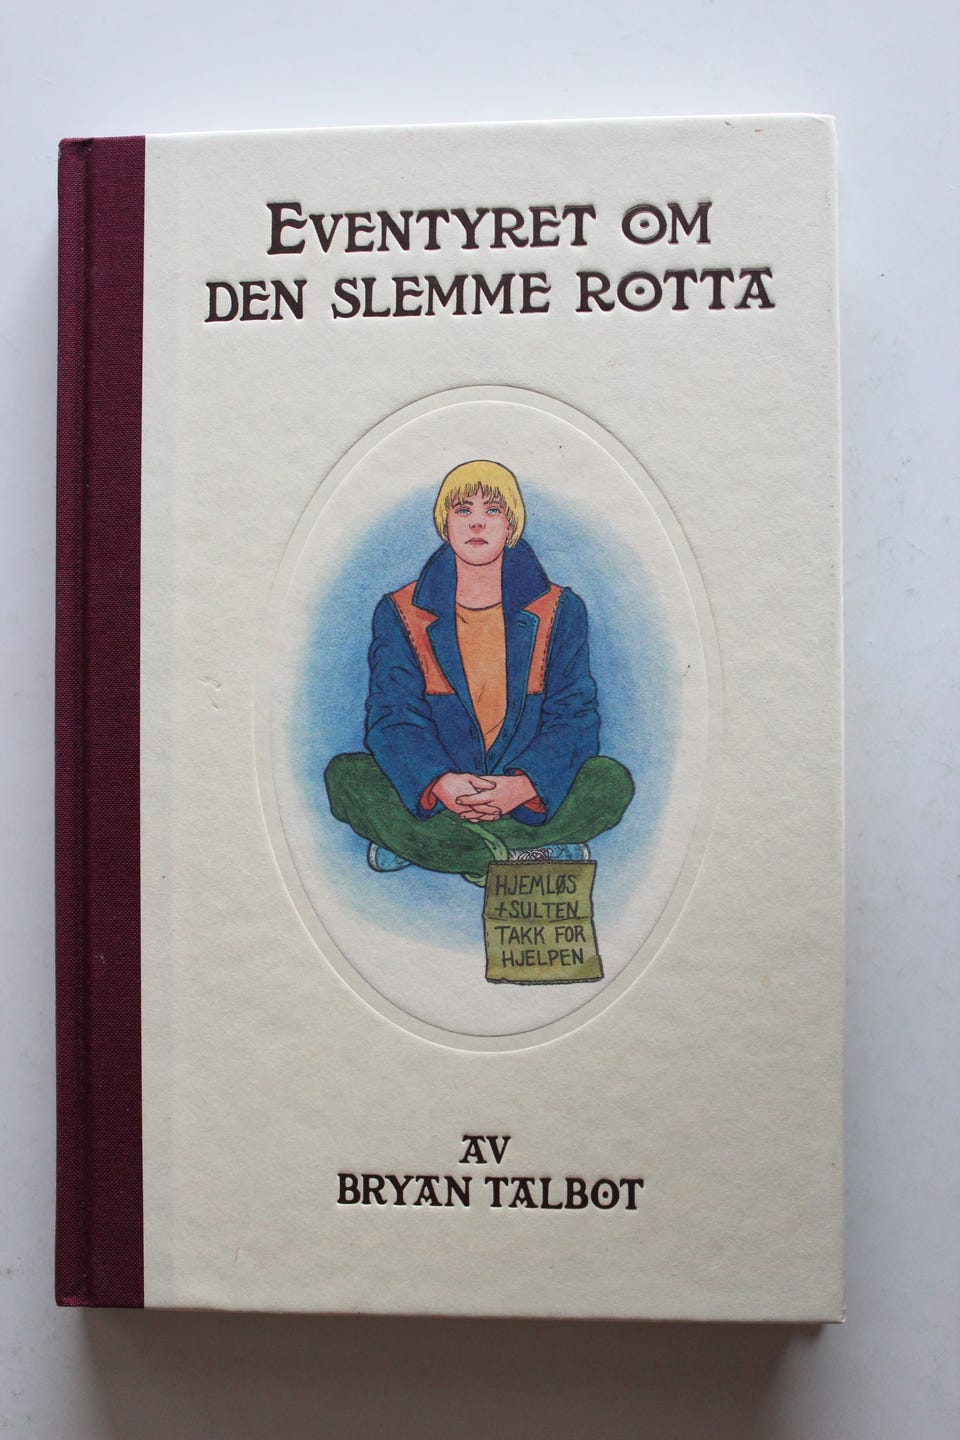 EVENTYRET OM
DEN SLEMME ROTTA
HJEMLØS
+SULTEN
TAKK FOR
HJELPEN
AV
BRYAN TALBOT